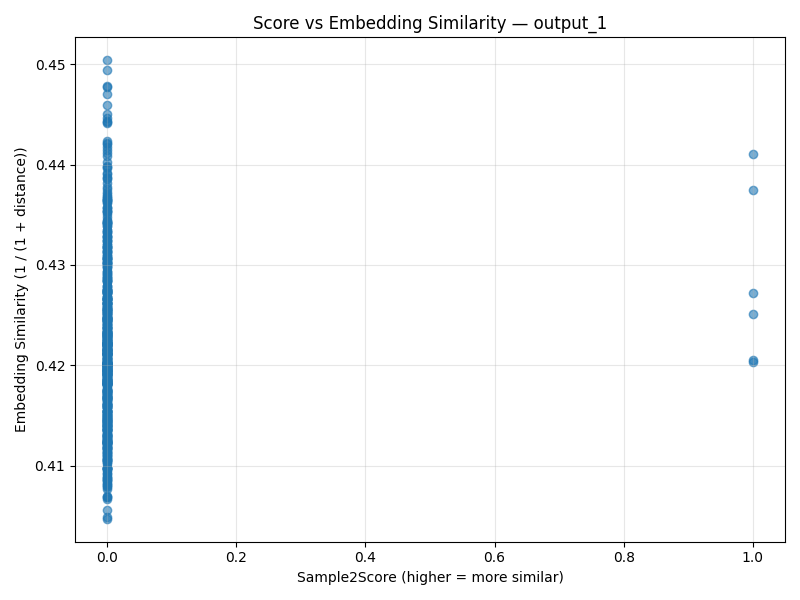 Score vs Embedding Similarity — output_1
Embedding Similarity (1 / (1 + distance))
0.45
0.44
0.43
0.42
0.41
0.0 0.2 0.4 0.6 0.8 1.0
Sample2Score (higher = more similar)